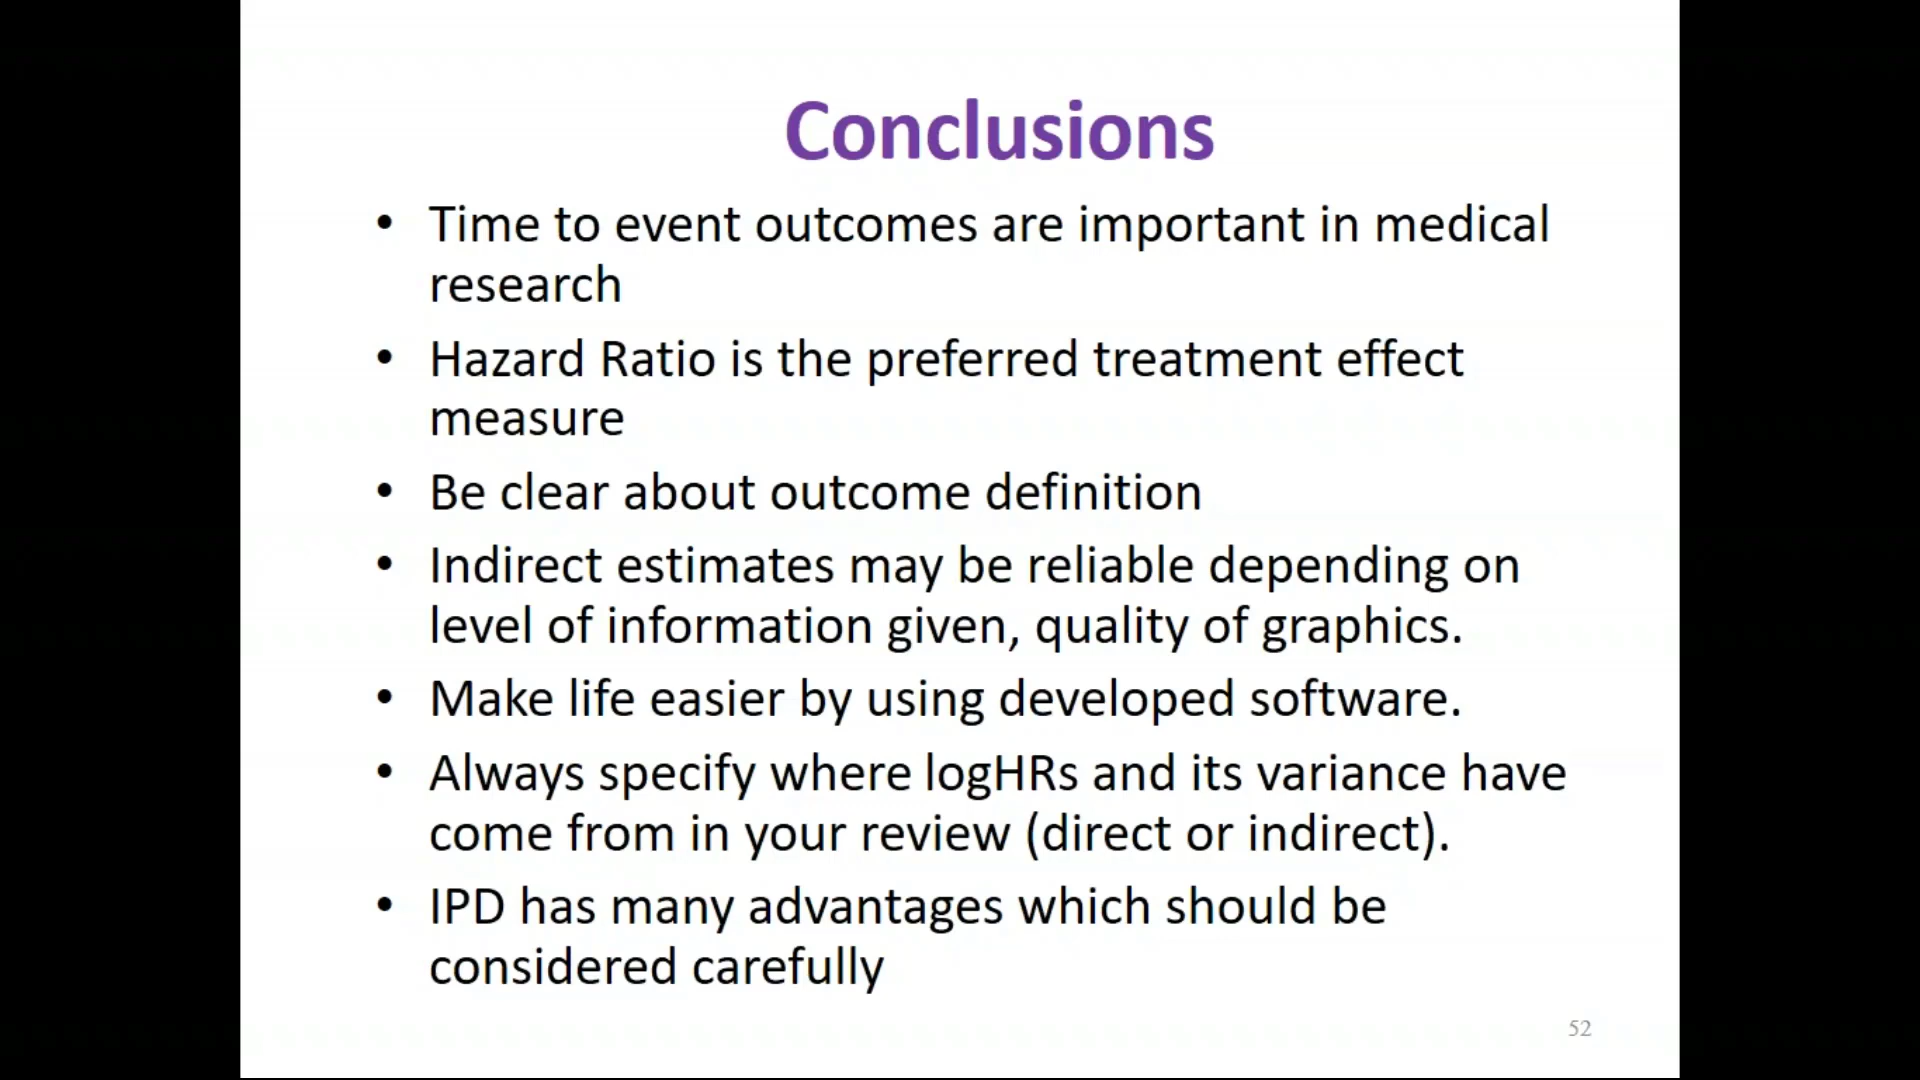 Conclusions
• Time to event outcomes are important in medical
research
• Hazard Ratio is the preferred treatment effect
measure
• Be clear about outcome definition
• Indirect estimates may be reliable depending on
level of information given, quality of graphics.
• Make life easier by using developed software.
• Always specify where logHRs and its variance have
come from in your review (direct or indirect).
• IPD has many advantages which should be
considered carefully
52